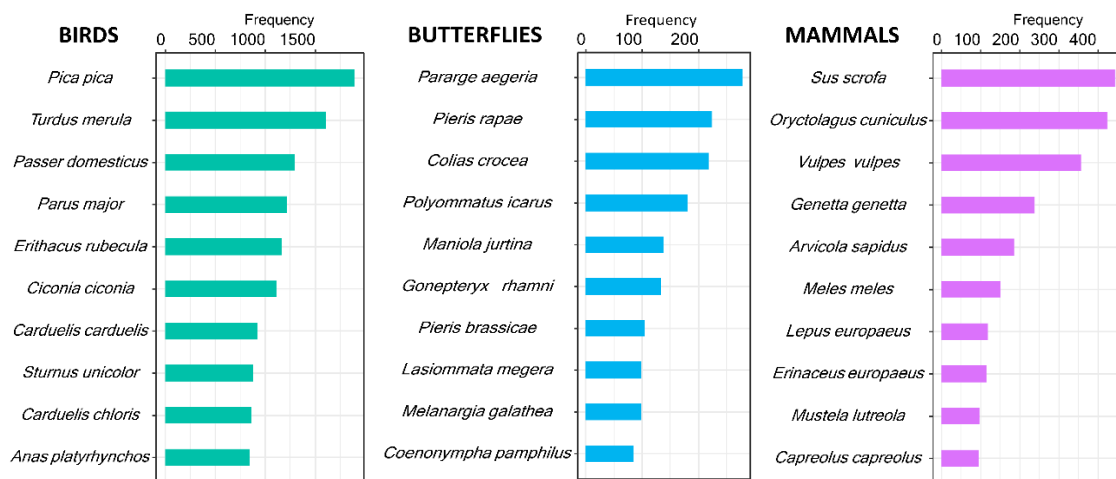 BIRDS
Frequency
0 500 1000 1500
Pica pica
Turdus merula
Passer domesticus
Parus major
Erithacus rubecula
Ciconia ciconia
Carduelis carduelis
Sturnus unicolor
Carduelis chloris
Anas platyrhynchos
BUTTERFLIES
Frequency
0 100 200
Pararge aegeria
Pieris rapae
Colias crocea
Polyommatus icarus
Maniola jurtina
Gonepteryx rhamni
Pieris brassicae
Lasiommata megera
Melanargia galathea
Coenonympha pamphilus
MAMMALS
Frequency
0 100 200 300 400
Sus scrofa
Oryctolagus cuniculus
Vulpes vulpes
Genetta genetta
Arvicola sapidus
Meles meles
Lepus europaeus
Erinaceus europaeus
Mustela lutreola
Capreolus capreolus